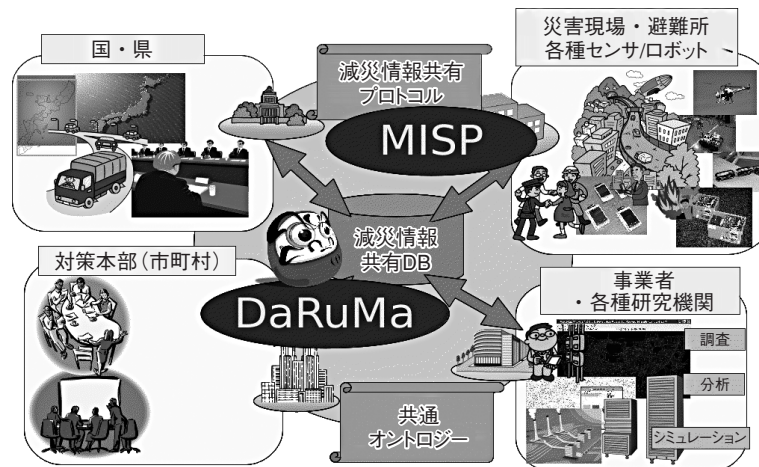 国・県
減災情報共有
プロトコル
MISP
災害現場・避難所
各種センサ/ロボット
減災情報
共有DB
DaRuMa
対策本部(市町村)
事業者
・各種研究機関
調査
分析
シミュレーション
共通
オントロジー